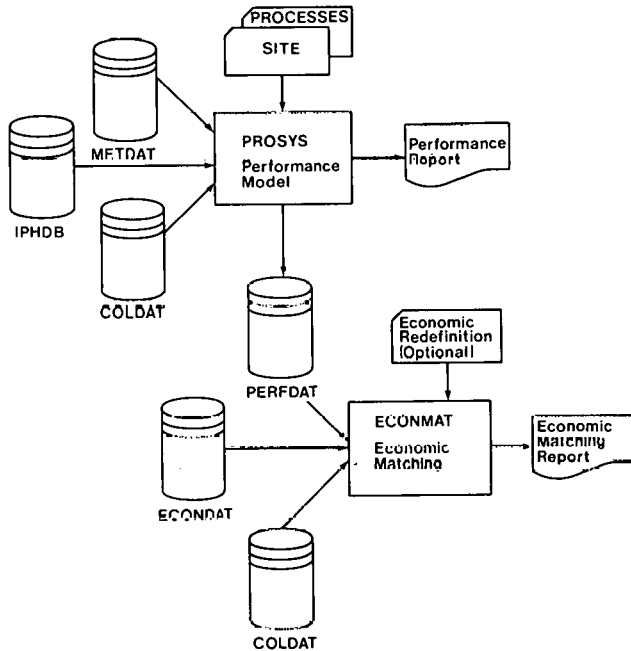 PROCESSES
SITE
METDAT
IPHDB
COLDAT
PROSYS
Performance
Model
Performance
Report
PERFDAT
Economic
Redefinition
(Optional)
ECONMAT
Economic
Matching
Economic
Matching
Report
ECONDAT
COLDAT